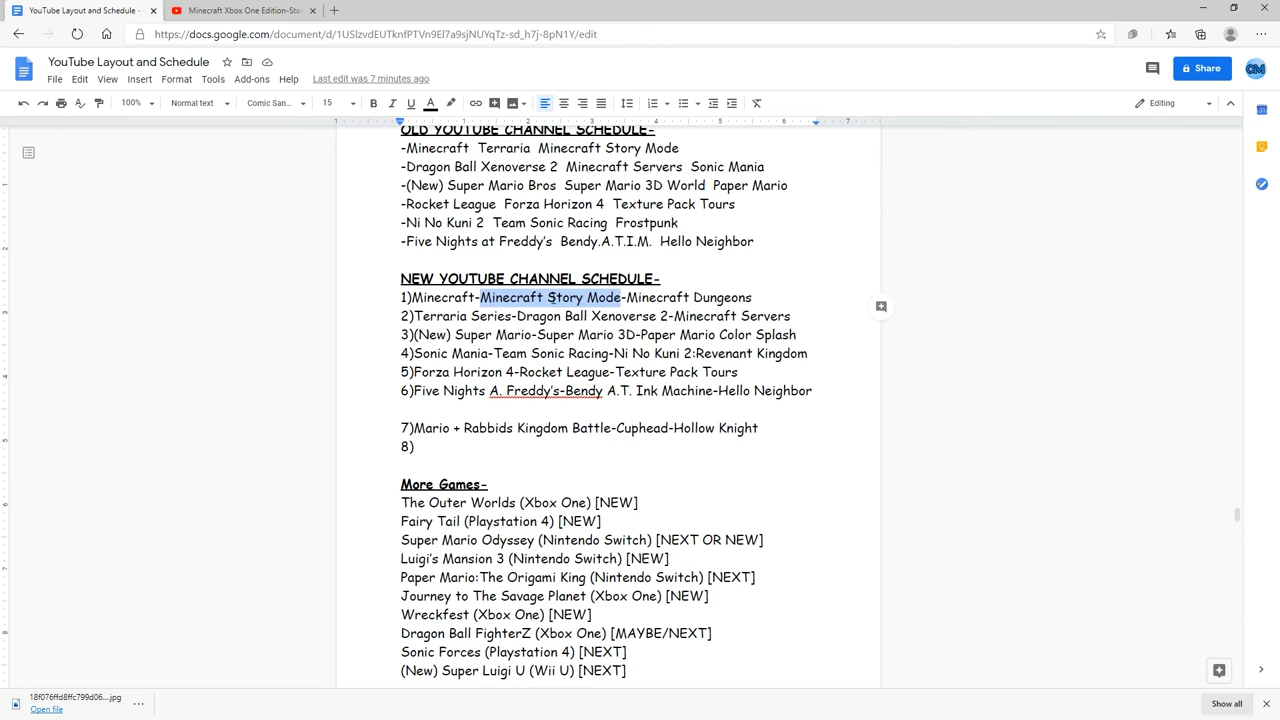 YouTube Layout and Schedule -
Minecraft Xbox One Edition-Star
https://docs.google.com/document/d/1USlzvdEUTknfPTVn9El7a9sjNUYqTz-sd_h7j-8pN1Y/edit
YouTube Layout and Schedule
File Edit View Insert Format Tools Add-ons Help Last edit was 7 minutes ago
Share
GM
100% Normal text Comic San... 15 B I U A Editing
1 1 2 3 4 5 6 7
OLD YOUTUBE CHANNEL SCHEDULE-
-Minecraft Terraria Minecraft Story Mode
-Dragon Ball Xenoverse 2 Minecraft Servers Sonic Mania
-(New) Super Mario Bros Super Mario 3D World Paper Mario
-Rocket League Forza Horizon 4 Texture Pack Tours
-Ni No Kuni 2 Team Sonic Racing Frostpunk
-Five Nights at Freddy's Bendy.A.T.I.M. Hello Neighbor
NEW YOUTUBE CHANNEL SCHEDULE-
1)Minecraft-Minecraft Story Mode-Minecraft Dungeons
2)Terraria Series-Dragon Ball Xenoverse 2-Minecraft Servers
3)(New) Super Mario-Super Mario 3D-Paper Mario Color Splash
4)Sonic Mania-Team Sonic Racing-Ni No Kuni 2:Revenant Kingdom
5)Forza Horizon 4-Rocket League-Texture Pack Tours
6)Five Nights A. Freddy's-Bendy A.T. Ink Machine-Hello Neighbor
7)Mario + Rabbids Kingdom Battle-Cuphead-Hollow Knight
8)
More Games-
The Outer Worlds (Xbox One) [NEW]
Fairy Tail (Playstation 4) [NEW]
Super Mario Odyssey (Nintendo Switch) [NEXT OR NEW]
Luigi's Mansion 3 (Nintendo Switch) [NEW]
Paper Mario:The Origami King (Nintendo Switch) [NEXT]
Journey to The Savage Planet (Xbox One) [NEW]
Wreckfest (Xbox One) [NEW]
Dragon Ball FighterZ (Xbox One) [MAYBE/NEXT]
Sonic Forces (Playstation 4) [NEXT]
(New) Super Luigi U (Wii U) [NEXT]
18f076ffd8ffc799d06....jpg
Open file
Show all